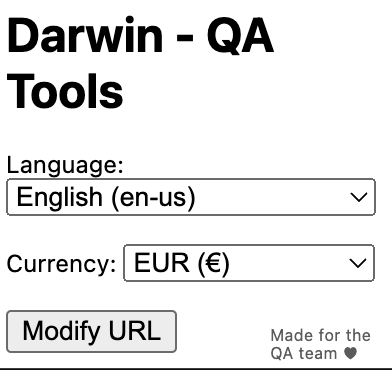 Darwin - QA
Tools
Language:
English (en-us)
Currency: EUR (€)
Modify URL
Made for the
QA team ♥